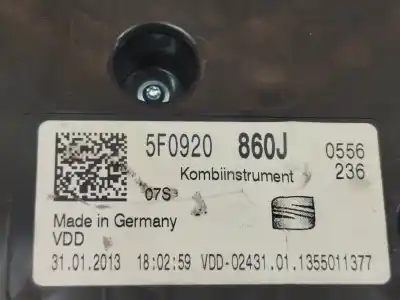 5F0920 860J 0556
Kombiinstrument 236
07S
Made in Germany
VDD
31.01.2013 18:02:59 VDD-02431.01.1355011377